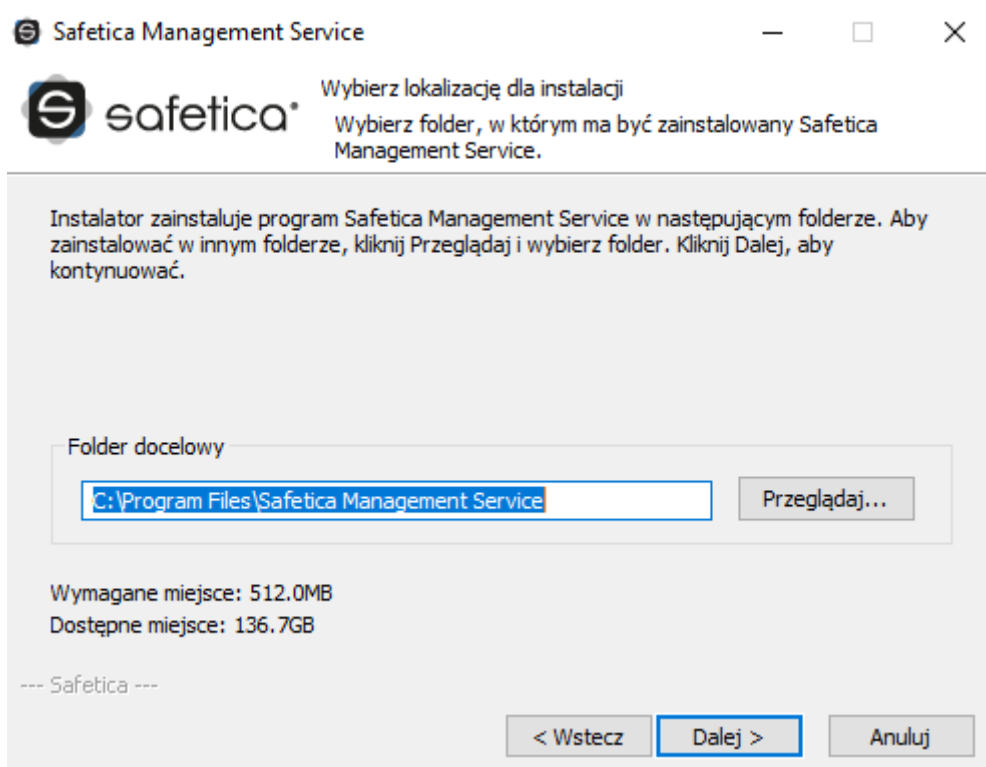 Safetica Management Service
safetica
Wybierz lokalizację dla instalacji
Wybierz folder, w którym ma być zainstalowany Safetica
Management Service.
Instalator zainstaluje program Safetica Management Service w następującym folderze. Aby
zainstalować w innym folderze, kliknij Przeglądaj i wybierz folder. Kliknij Dalej, aby
kontynuować.
Folder docelowy
C:\Program Files\Safetica Management Service
Przeglądaj...
Wymagane miejsce: 512.0MB
Dostępne miejsce: 136.7GB
--- Safetica ---
< Wstecz
Dalej >
Anuluj